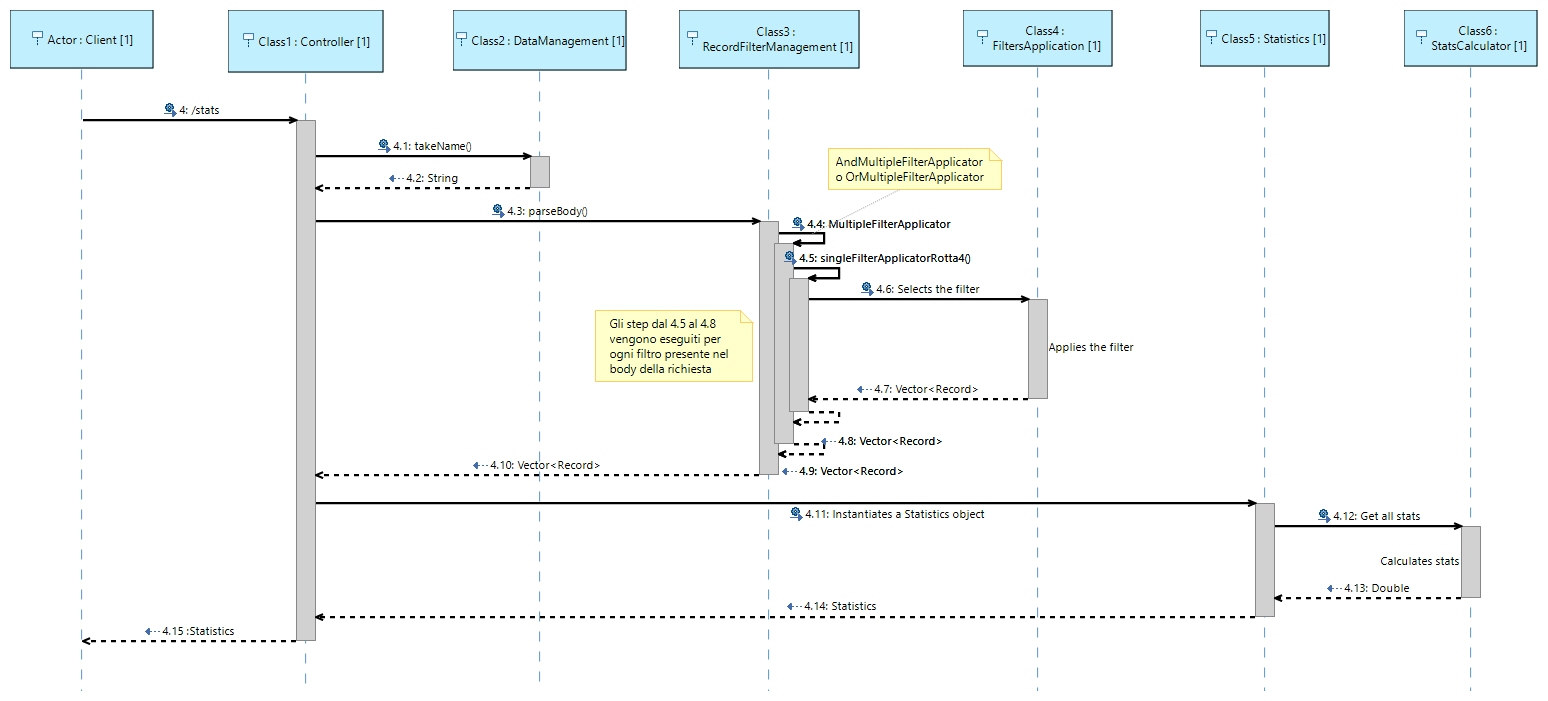 Actor : Client [1]
Class1 : Controller [1]
Class2 : DataManagement [1]
Class3 :
RecordFilterManagement [1]
Class4 :
FiltersApplication [1]
Class5 : Statistics [1]
Class6 :
StatsCalculator [1]
4: /stats
4.1: takeName()
4.2: String
AndMultipleFilterApplicator
o OrMultipleFilterApplicator
4.3: parseBody()
4.4: MultipleFilterApplicator
4.5: singleFilterApplicatorRotta4()
4.6: Selects the filter
Gli step dal 4.5 al 4.8
vengono eseguiti per
ogni filtro presente nel
body della richiesta
Applies the filter
4.7: Vector<Record>
4.8: Vector<Record>
4.10: Vector<Record>
4.9: Vector<Record>
4.11: Instantiates a Statistics object
4.12: Get all stats
Calculates stats
4.13: Double
4.14: Statistics
4.15 :Statistics